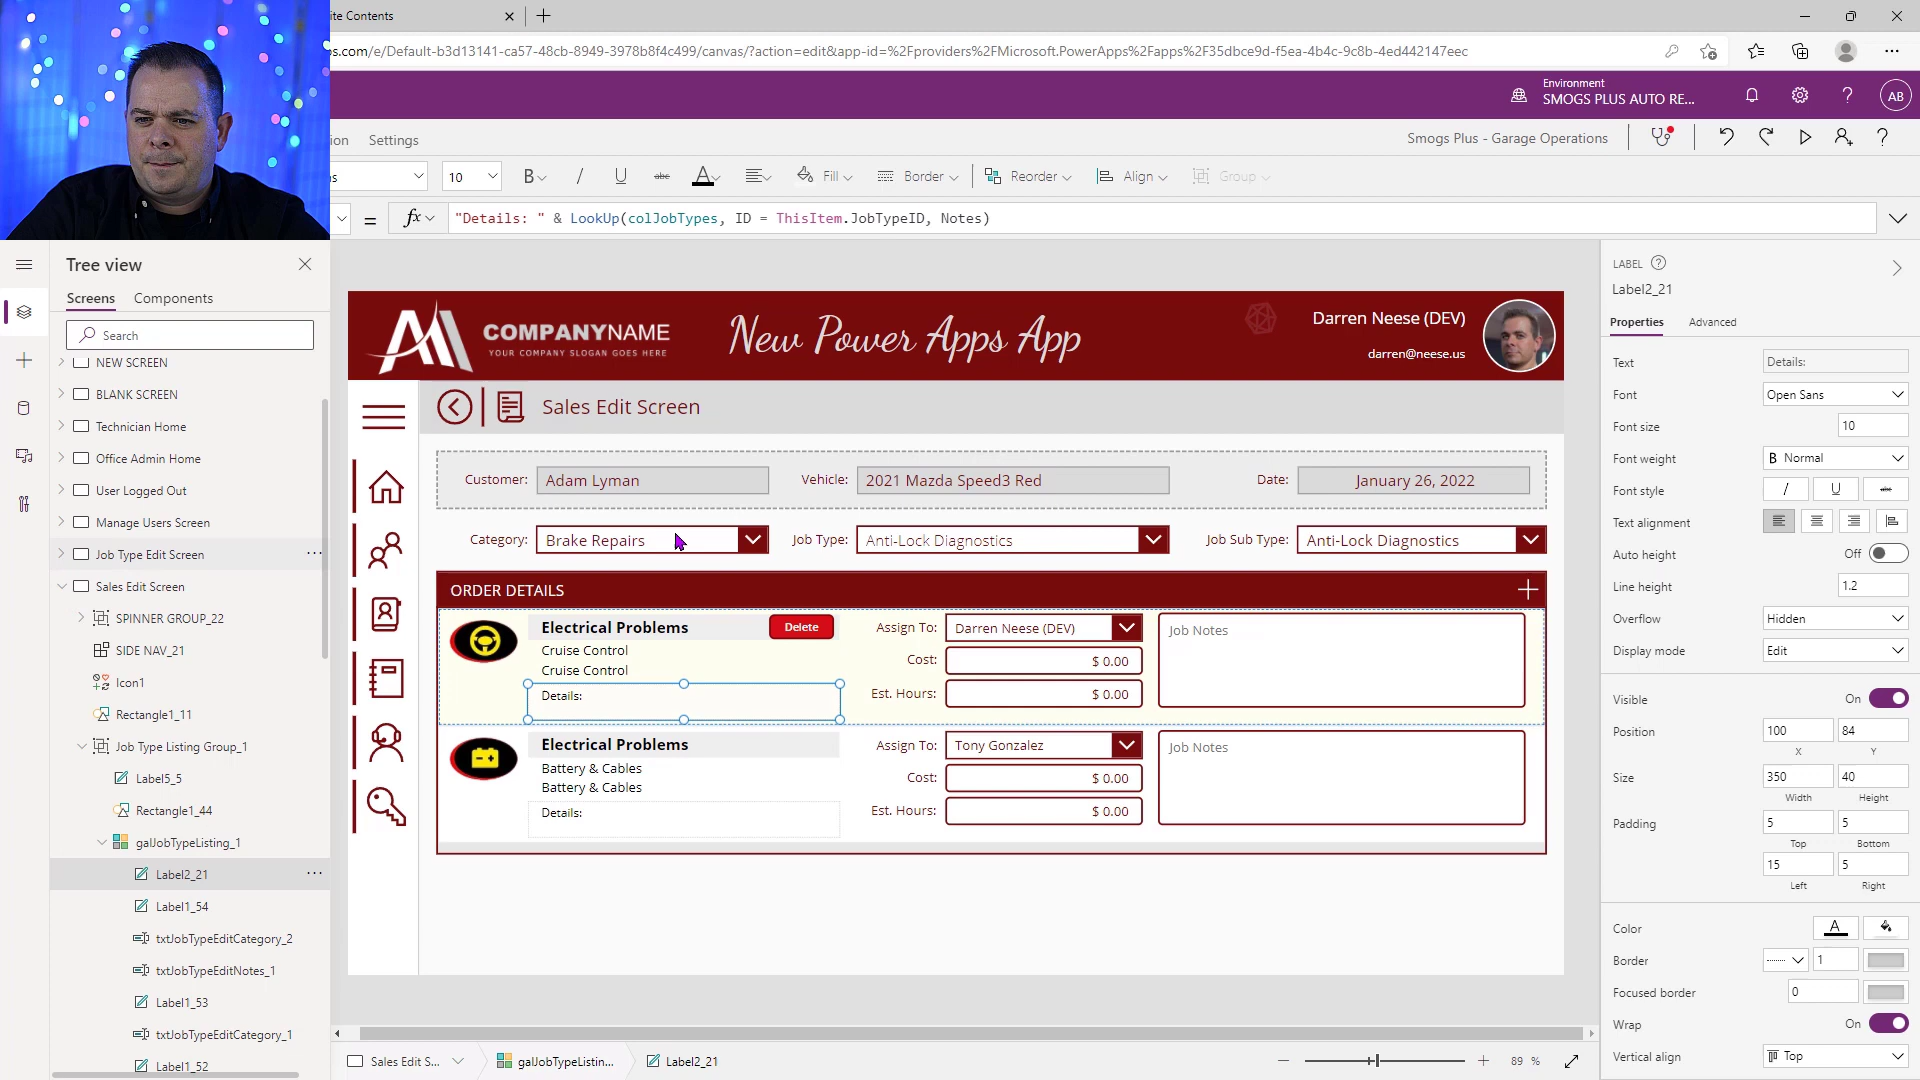 ite Contents
os.com/e/Default-b3d13141-ca57-48cb-8949-3978b8f4c499/canvas/?action=edit&app-id=%2Fproviders%2FMicrosoft.PowerApps%2Fapps%2F35dbce9d-f5ea-4b4c-9c8b-4ed442147eec
Environment
SMOGS PLUS AUTO RE...
AB
ion Settings
Smogs Plus - Garage Operations
ns 10 B Fill Border Reorder Align Group
= fx "Details: " & LookUp(colJobTypes, ID = ThisItem.JobTypeID, Notes)
Tree view
Screens Components
Search
NEW SCREEN
BLANK SCREEN
Technician Home
Office Admin Home
User Logged Out
Manage Users Screen
Job Type Edit Screen
Sales Edit Screen
SPINNER GROUP_22
SIDE NAV_21
Icon1
Rectangle1_11
Job Type Listing Group_1
Label5_5
Rectangle1_44
galJobTypeListing_1
Label2_21
Label1_54
txtJobTypeEditCategory_2
txtJobTypeEditNotes_1
Label1_53
txtJobTypeEditCategory_1
Label1_52
COMPANYNAME
YOUR COMPANY SLOGAN GOES HERE
New Power Apps App
Darren Neese (DEV)
darren@neese.us
Sales Edit Screen
Customer: Adam Lyman Vehicle: 2021 Mazda Speed3 Red Date: January 26, 2022
Category: Brake Repairs Job Type: Anti-Lock Diagnostics Job Sub Type: Anti-Lock Diagnostics
ORDER DETAILS
Electrical Problems Delete Assign To: Darren Neese (DEV) Job Notes
Cruise Control
Cost: $ 0.00
Cruise Control
Details: Est. Hours: $ 0.00
Electrical Problems Assign To: Tony Gonzalez Job Notes
Battery & Cables
Cost: $ 0.00
Battery & Cables
Details: Est. Hours: $ 0.00
Sales Edit S... galJobTypeListin... Label2_21 89 %
LABEL
Label2_21
Properties Advanced
Text Details:
Font Open Sans
Font size 10
Font weight B Normal
Font style / U abc
Text alignment
Auto height Off
Line height 1.2
Overflow Hidden
Display mode Edit
Visible On
Position 100 84
X Y
Size 350 40
Width Height
Padding 5 5
Top Bottom
15 5
Left Right
Color A
Border 1
Focused border 0
Wrap On
Vertical align Top